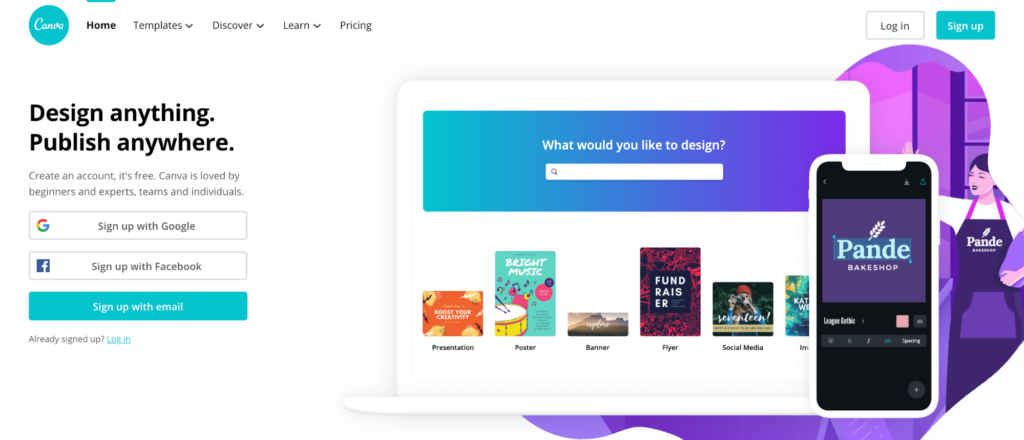 Canva
Home
Templates
Discover
Learn
Pricing
Log in
Sign up
Design anything.
Publish anywhere.
Create an account, it's free. Canva is loved by
beginners and experts, teams and individuals.
Sign up with Google
Sign up with Facebook
Sign up with email
Already signed up? Log in
What would you like to design?
BOOST YOUR
CREATIVITY
Presentation
BRIGHT
MUSIC
Poster
explore
Banner
FUND
RAIS
ER
Flyer
seventeen!
Social Media
Pande
BAKESHOP
League Gothic
Spacing
Pande
BAKESHOP